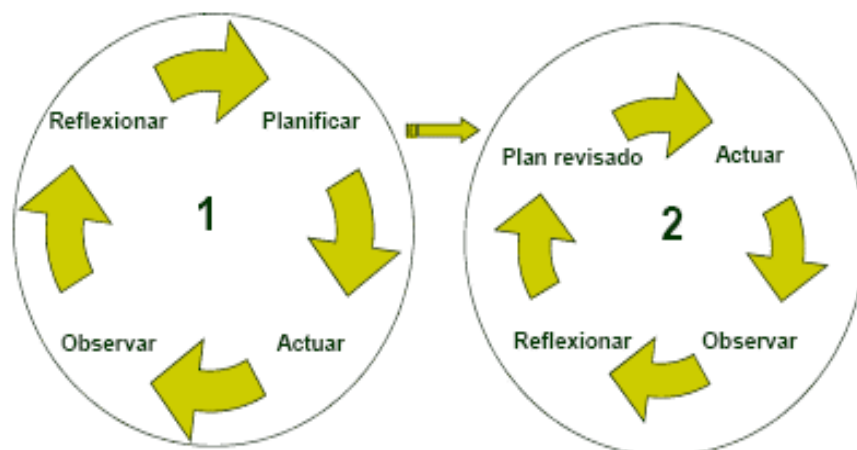 Reflexionar
Planificar
1
Observar
Actuar
Plan revisado
Actuar
2
Reflexionar
Observar